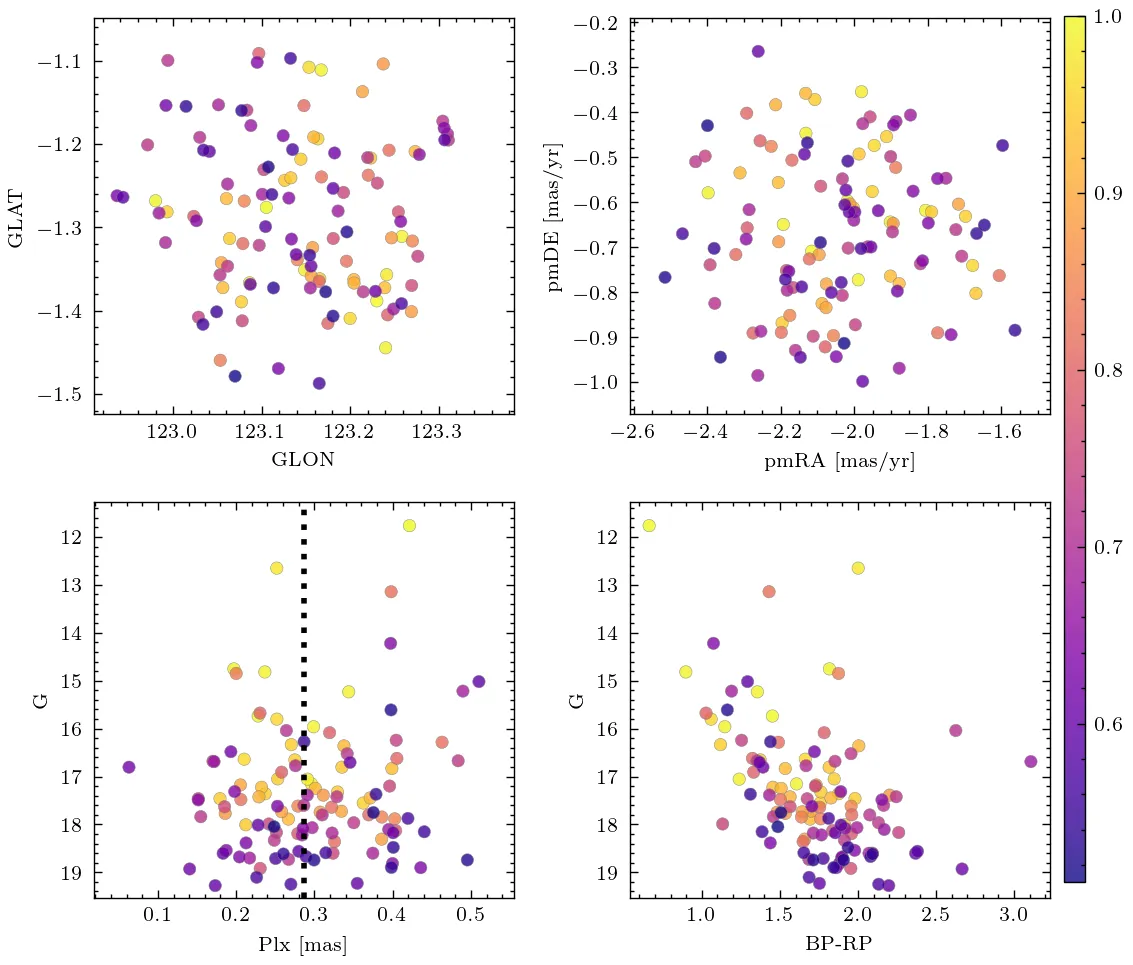 −1.1
−1.2
−1.3
−1.4
−1.5
GLAT
123.0 123.1 123.2 123.3
GLON
−0.2
−0.3
−0.4
−0.5
−0.6
−0.7
−0.8
−0.9
−1.0
pmDE [mas/yr]
−2.6 −2.4 −2.2 −2.0 −1.8 −1.6
pmRA [mas/yr]
1.0
0.9
0.8
0.7
0.6
12
13
14
15
16
17
18
19
G
0.1 0.2 0.3 0.4 0.5
Plx [mas]
12
13
14
15
16
17
18
19
G
1.0 1.5 2.0 2.5 3.0
BP-RP